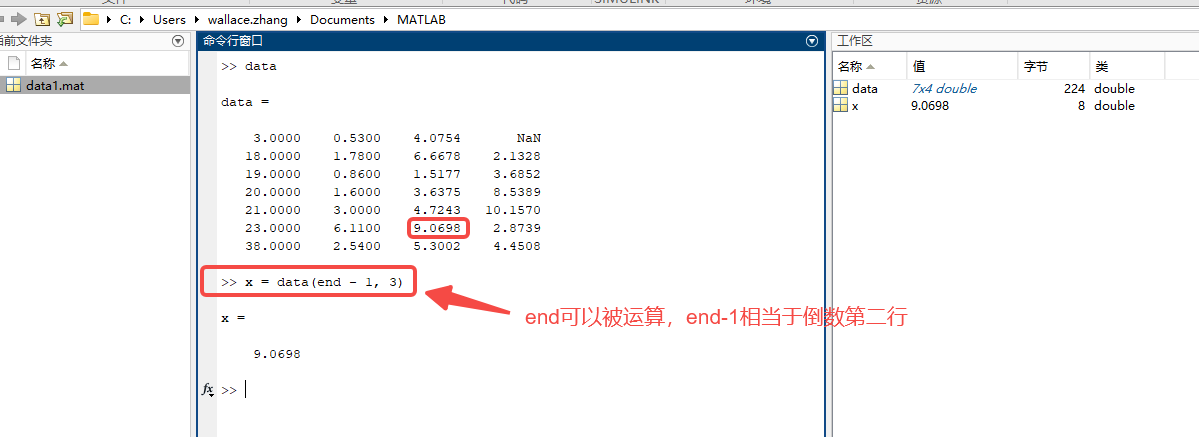 C: Users wallace.zhang Documents MATLAB
当前文件夹
名称
data1.mat
命令行窗口
>> data
data =
3.0000 0.5300 4.0754 NaN
18.0000 1.7800 6.6678 2.1328
19.0000 0.8600 1.5177 3.6852
20.0000 1.6000 3.6375 8.5389
21.0000 3.0000 4.7243 10.1570
23.0000 6.1100 9.0698 2.8739
38.0000 2.5400 5.3002 4.4508
>> x = data(end - 1, 3)
end可以被运算，end-1相当于倒数第二行
x =
9.0698
fx >>
工作区
名称 值 字节 类
data 7x4 double 224 double
x 9.0698 8 double